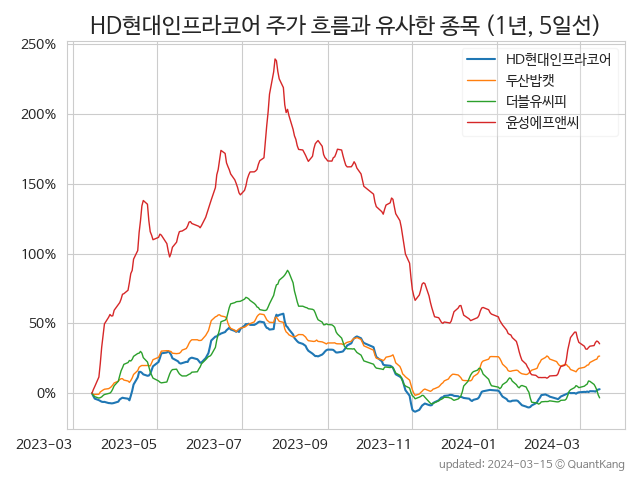 HD현대인프라코어 주가 흐름과 유사한 종목 (1년, 5일선)
250%
200%
150%
100%
50%
0%
HD현대인프라코어
두산밥캣
더블유씨피
윤성에프앤씨
2023-03
2023-05
2023-07
2023-09
2023-11
2024-01
2024-03
updated: 2024-03-15 © QuantKang